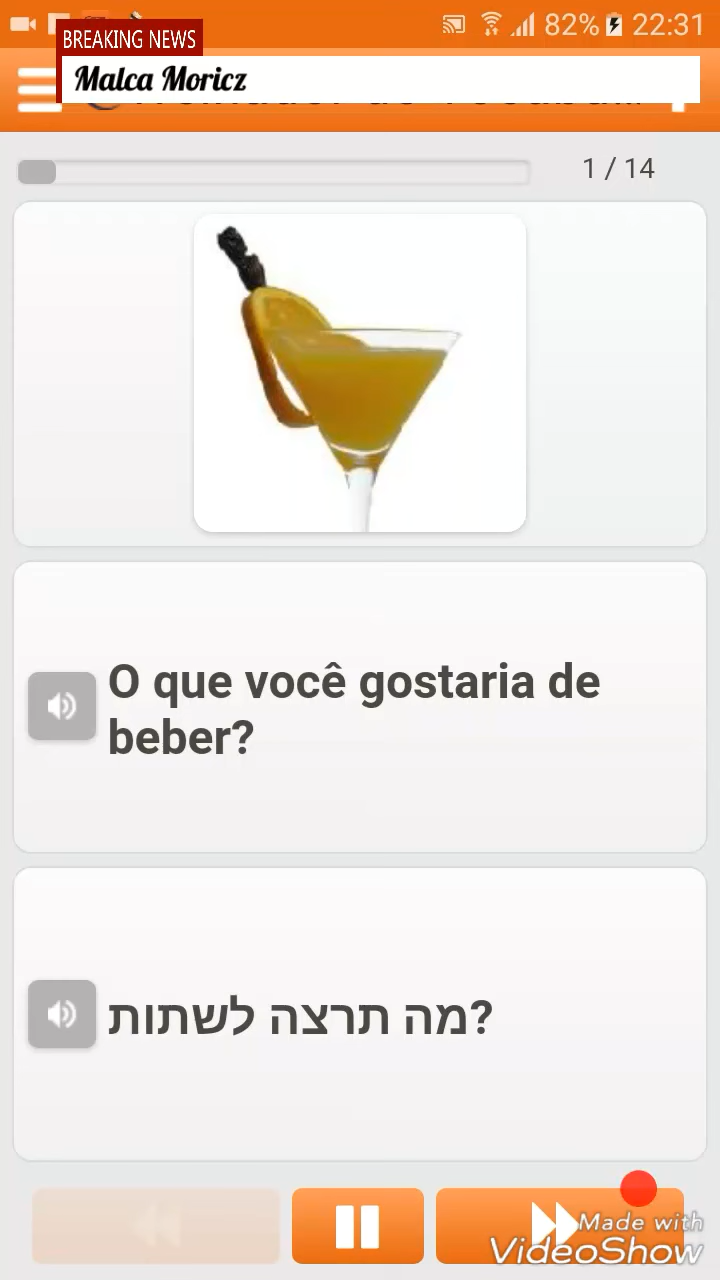 82% 22:31
BREAKING NEWS
Malca Moricz
1 / 14
O que você gostaria de
beber?
מה תרצה לשתות?
Made with
VideoShow